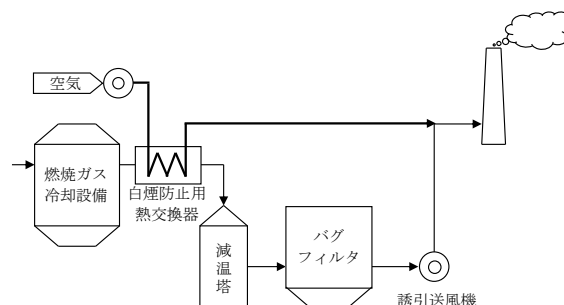 空気
燃焼ガス
冷却設備
白煙防止用
熱交換器
減
温
塔
バグ
フィルタ
誘引送風機